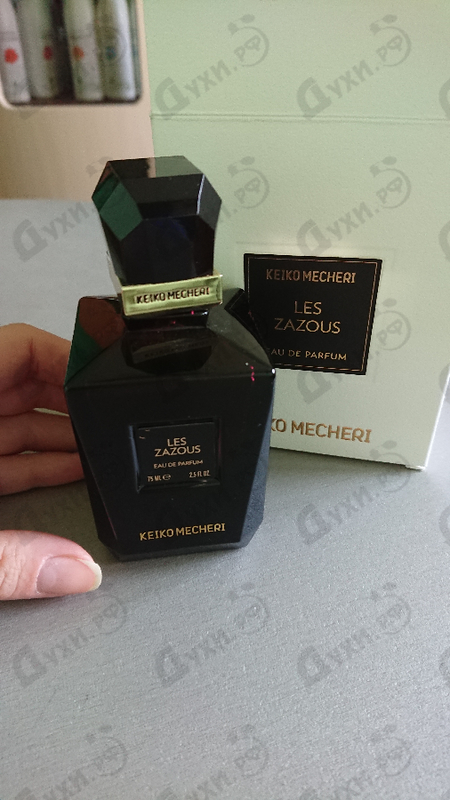 KEIKO MECHERI
LES
ZAZOUS
EAU DE PARFUM
KEIKO MECHERI
KEIKO MECHERI
LES
ZAZOUS
EAU DE PARFUM
75 ML ℮ 2.5 FL.OZ.
KEIKO MECHERI
Духи.рф